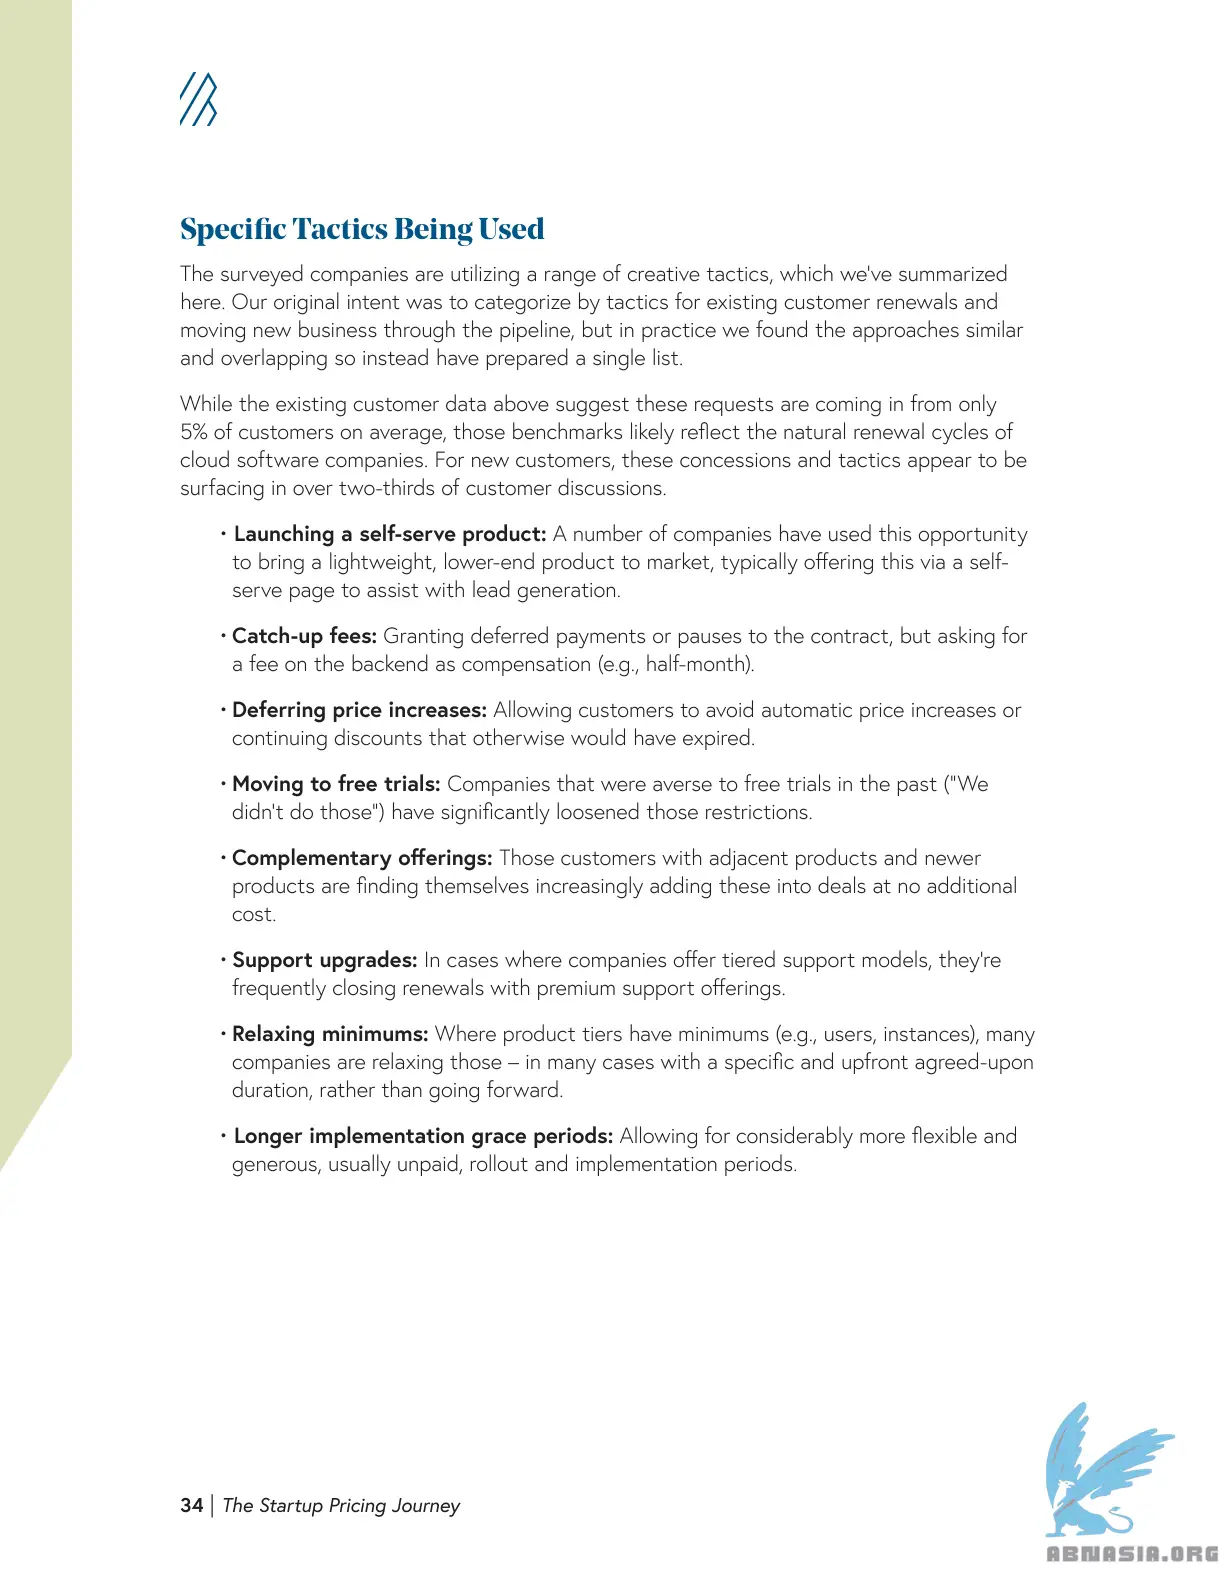 Specific Tactics Being Used
The surveyed companies are utilizing a range of creative tactics, which we've summarized
here. Our original intent was to categorize by tactics for existing customer renewals and
moving new business through the pipeline, but in practice we found the approaches similar
and overlapping so instead have prepared a single list.
While the existing customer data above suggest these requests are coming in from only
5% of customers on average, those benchmarks likely reflect the natural renewal cycles of
cloud software companies. For new customers, these concessions and tactics appear to be
surfacing in over two-thirds of customer discussions.
• Launching a self-serve product: A number of companies have used this opportunity
to bring a lightweight, lower-end product to market, typically offering this via a self-
serve page to assist with lead generation.
• Catch-up fees: Granting deferred payments or pauses to the contract, but asking for
a fee on the backend as compensation (e.g., half-month).
• Deferring price increases: Allowing customers to avoid automatic price increases or
continuing discounts that otherwise would have expired.
• Moving to free trials: Companies that were averse to free trials in the past ("We
didn't do those") have significantly loosened those restrictions.
• Complementary offerings: Those customers with adjacent products and newer
products are finding themselves increasingly adding these into deals at no additional
cost.
• Support upgrades: In cases where companies offer tiered support models, they're
frequently closing renewals with premium support offerings.
• Relaxing minimums: Where product tiers have minimums (e.g., users, instances), many
companies are relaxing those – in many cases with a specific and upfront agreed-upon
duration, rather than going forward.
• Longer implementation grace periods: Allowing for considerably more flexible and
generous, usually unpaid, rollout and implementation periods.
34 | The Startup Pricing Journey
ABNASIA.ORG